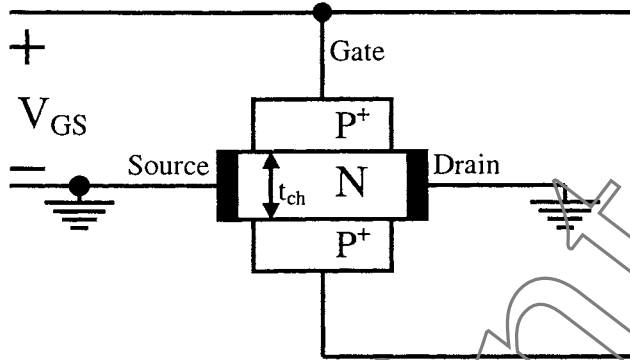 +
Gate
V_GS
P⁺
−
Source
Drain
t_ch
N
P⁺